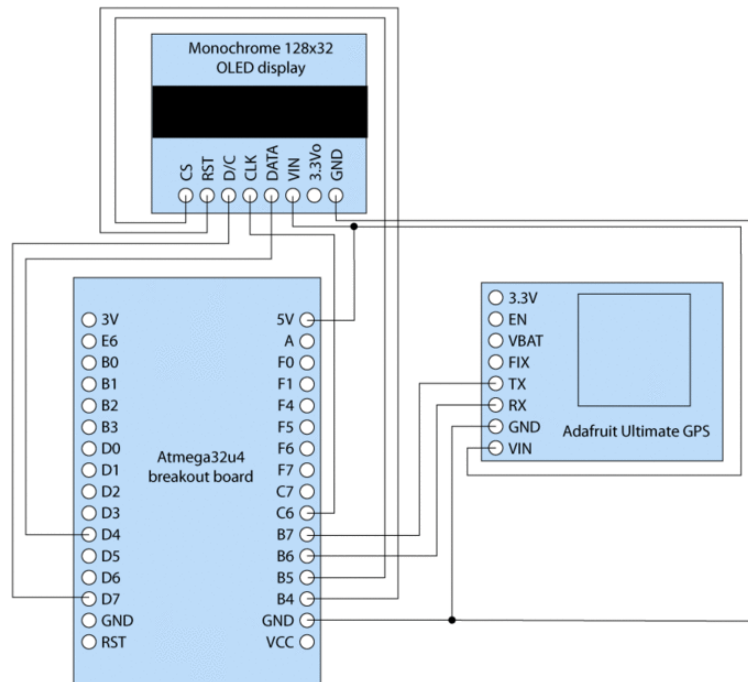 Monochrome 128x32
OLED display
CS
RST
D/C
CLK
DATA
VIN
3.3Vo
GND
3V
E6
B0
B1
B2
B3
D0
D1
D2
D3
D4
D5
D6
D7
GND
RST
Atmega32u4
breakout board
5V
A
F0
F1
F4
F5
F6
F7
C7
C6
B7
B6
B5
B4
GND
VCC
3.3V
EN
VBAT
FIX
TX
RX
GND
VIN
Adafruit Ultimate GPS